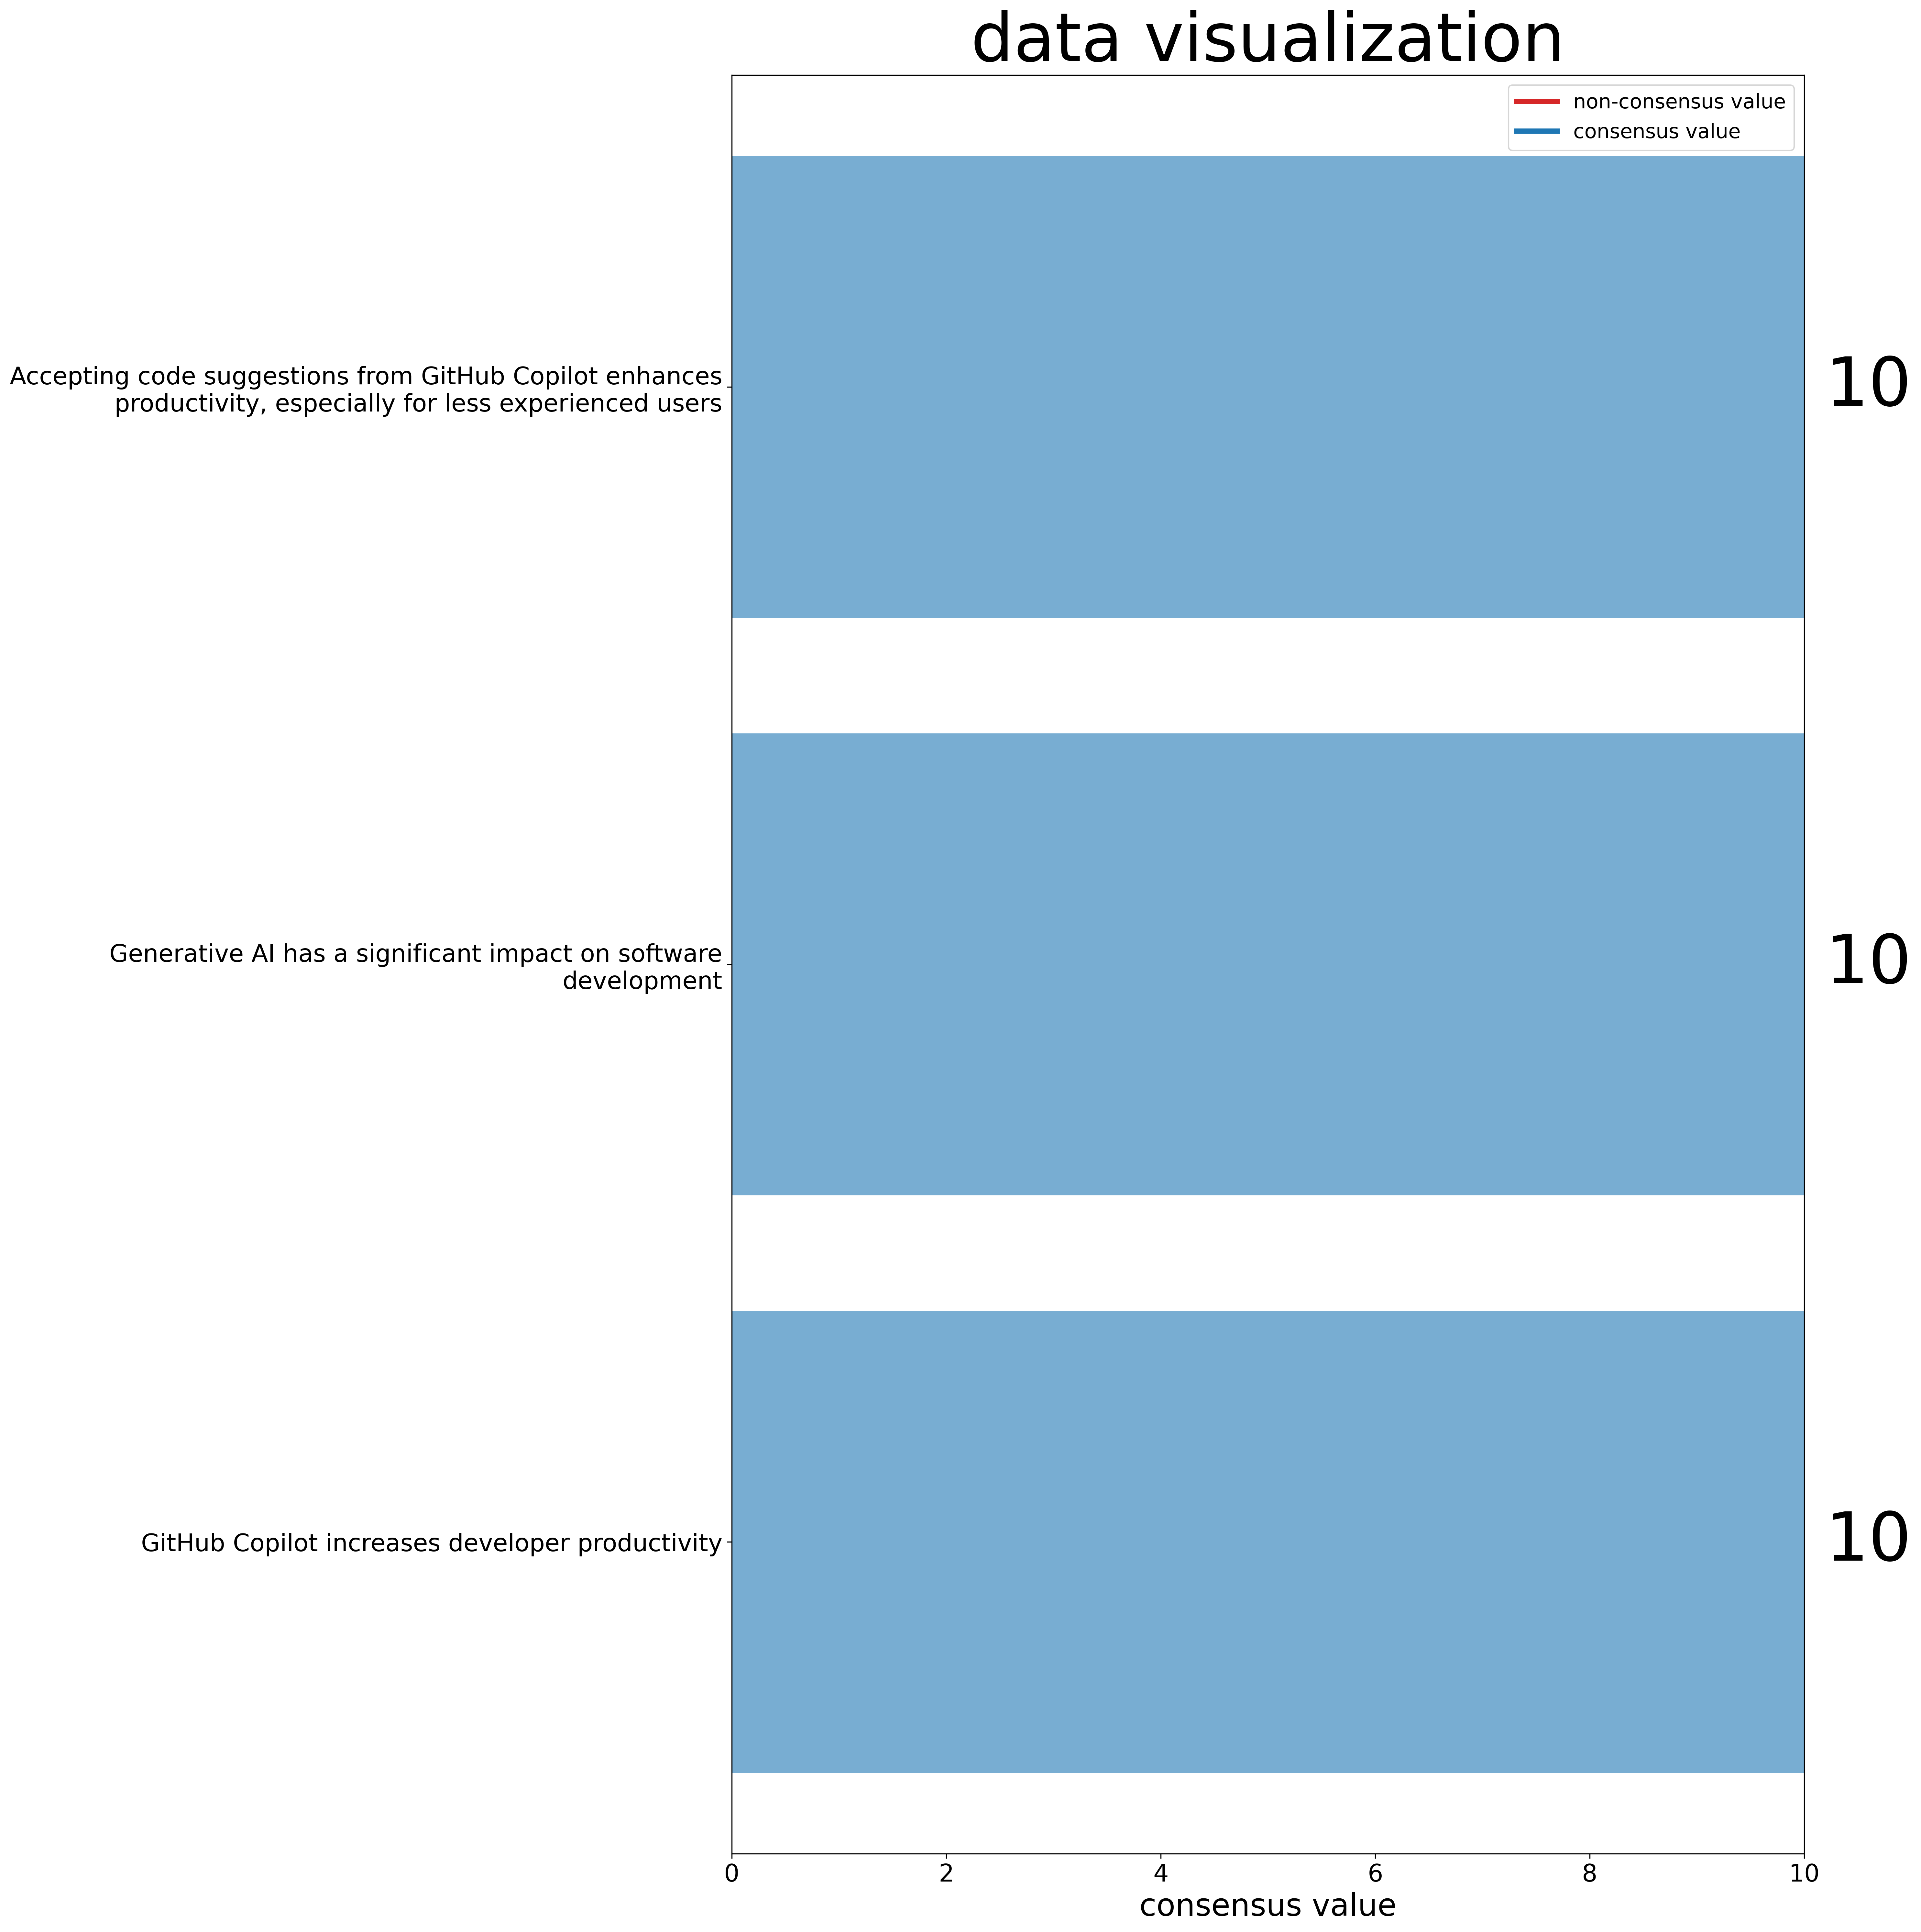 data visualization
non-consensus value
consensus value
Accepting code suggestions from GitHub Copilot enhances
productivity, especially for less experienced users
10
Generative AI has a significant impact on software
development
10
GitHub Copilot increases developer productivity
10
0 2 4 6 8 10
consensus value